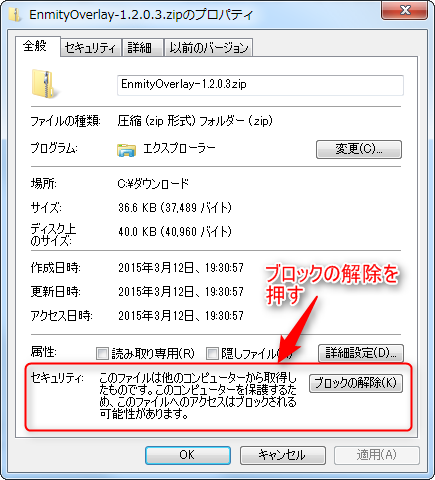 EnmityOverlay-1.2.0.3.zipのプロパティ
全般 セキュリティ 詳細 以前のバージョン
EnmityOverlay-1.2.0.3.zip
ファイルの種類: 圧縮 (zip 形式) フォルダー (.zip)
プログラム: エクスプローラー 変更(C)...
場所: C:¥ダウンロード
サイズ: 36.6 KB (37,489 バイト)
ディスク上
のサイズ: 40.0 KB (40,960 バイト)
作成日時: 2015年3月12日、19:30:57
更新日時: 2015年3月12日、19:30:57
アクセス日時: 2015年3月12日、19:30:57
ブロックの解除を
押す
属性: 読み取り専用(R) 隠しファイル( 詳細設定(D)...
セキュリティ: このファイルは他のコンピューターから取得し
たものです。このコンピューターを保護するた
め、このファイルへのアクセスはブロックされる
可能性があります。
ブロックの解除(K)
OK キャンセル 適用(A)